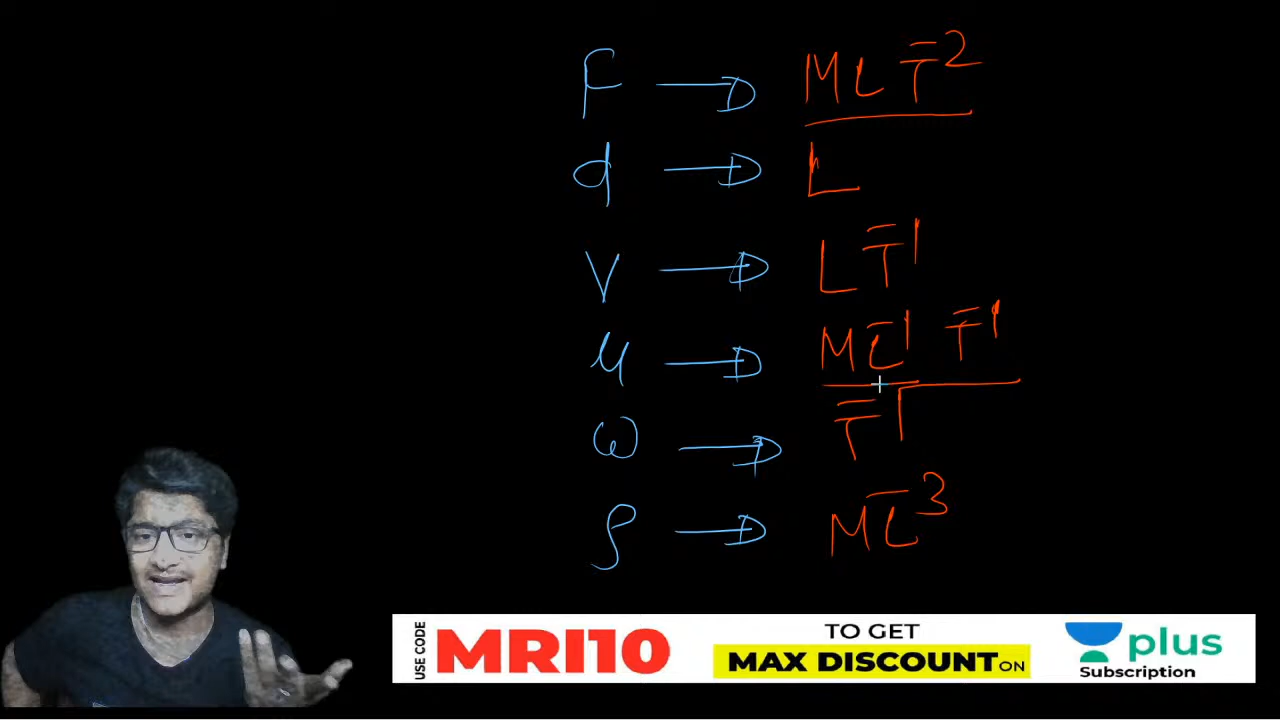 F → MLT⁻²
d → L
V → LT⁻¹
μ → ML⁻¹ T⁻¹
ω → T⁻¹
ρ → ML⁻³
USE CODE
MRI10
TO GET
MAX DISCOUNT ON
plus
Subscription